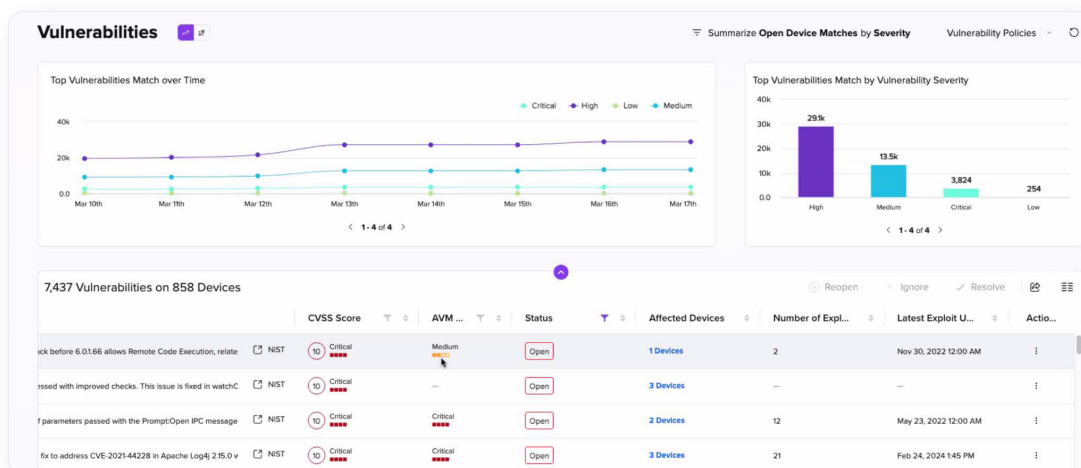 Vulnerabilities
Summarize Open Device Matches by Severity
Vulnerability Policies
Top Vulnerabilities Match over Time
Critical High Low Medium
40k
20k
0.0
Mar 10th Mar 11th Mar 12th Mar 13th Mar 14th Mar 15th Mar 16th Mar 17th
1 - 4 of 4
Top Vulnerabilities Match by Vulnerability Severity
40k
30k
20k
10k
0.0
29.1k
13.5k
3,824
254
High Medium Critical Low
1 - 4 of 4
7,437 Vulnerabilities on 858 Devices
Reopen Ignore Resolve
CVSS Score AVM ... Status Affected Devices Number of Expl... Latest Exploit U... Actio...
ck before 6.0.1.66 allows Remote Code Execution, relate NIST 10 Critical Medium Open 1 Devices 2 Nov 30, 2022 12:00 AM
essed with improved checks. This issue is fixed in watchC NIST 10 Critical — Open 3 Devices — —
f parameters passed with the Prompt:Open IPC message NIST 10 Critical Critical Open 2 Devices 12 May 23, 2022 12:00 AM
fix to address CVE-2021-44228 in Apache Log4j 2.15.0 w NIST 10 Critical Critical Open 3 Devices 21 Feb 24, 2024 1:45 PM